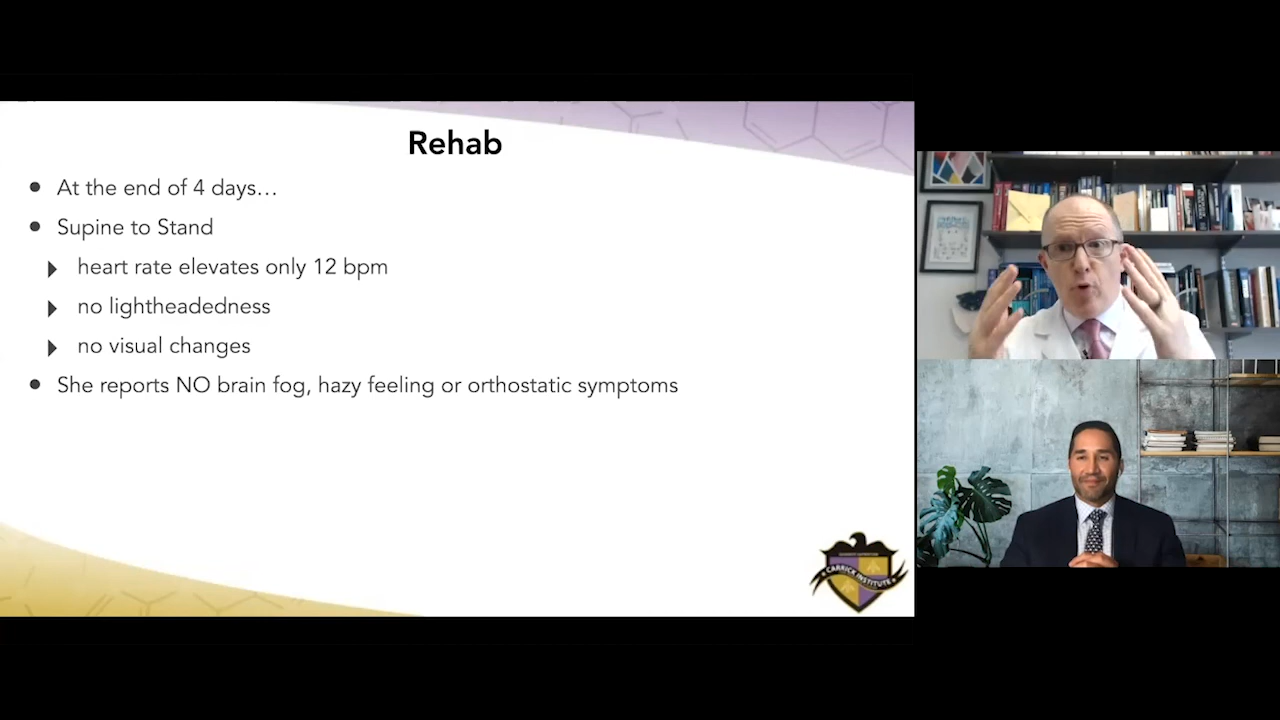 Rehab
At the end of 4 days…
Supine to Stand
heart rate elevates only 12 bpm
no lightheadedness
no visual changes
She reports NO brain fog, hazy feeling or orthostatic symptoms
CARRICK INSTITUTE